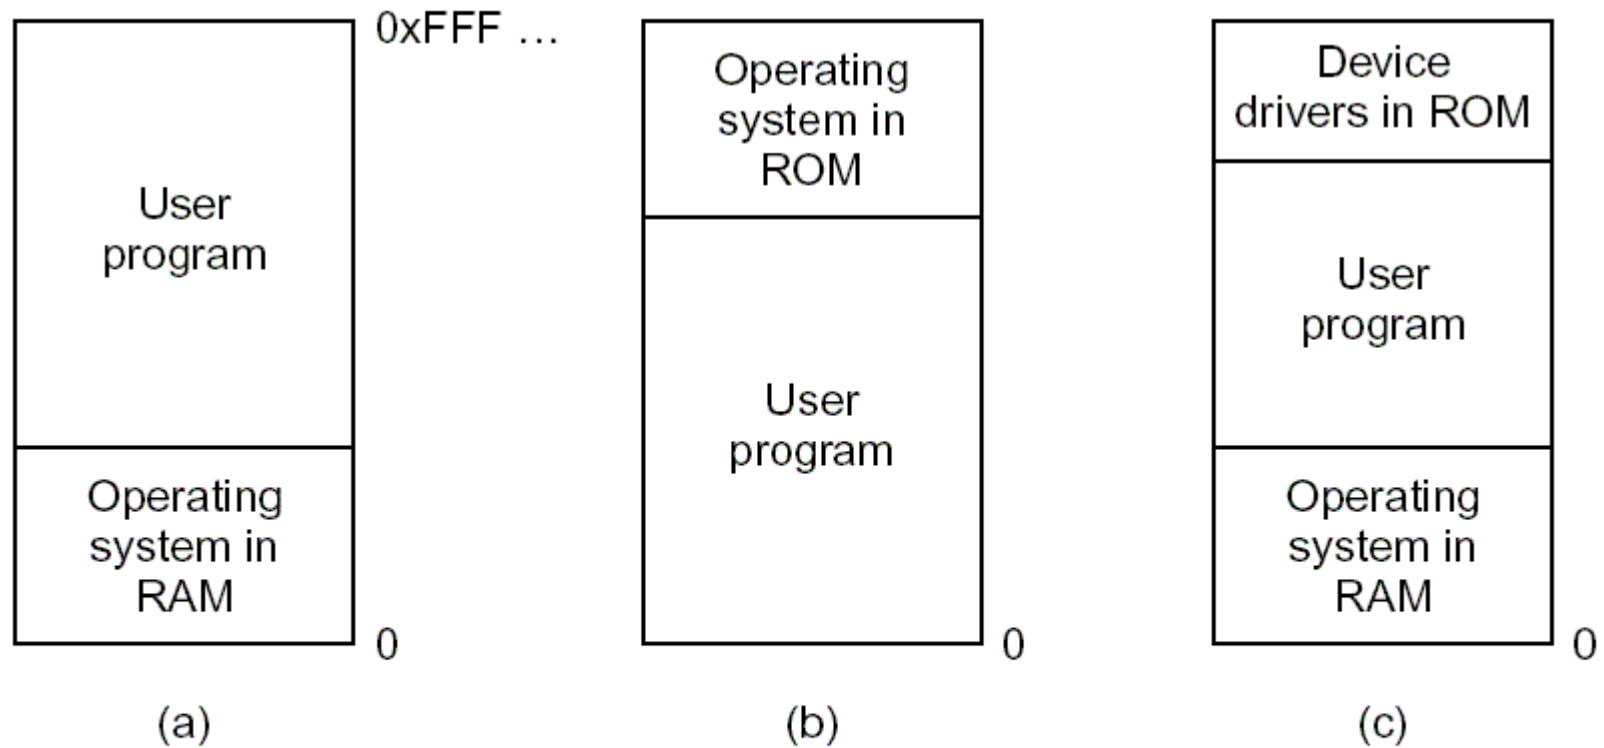 0xFFF ...
User
program
Operating
system in
RAM
0
(a)
Operating
system in
ROM
User
program
0
(b)
Device
drivers in ROM
User
program
Operating
system in
RAM
0
(c)